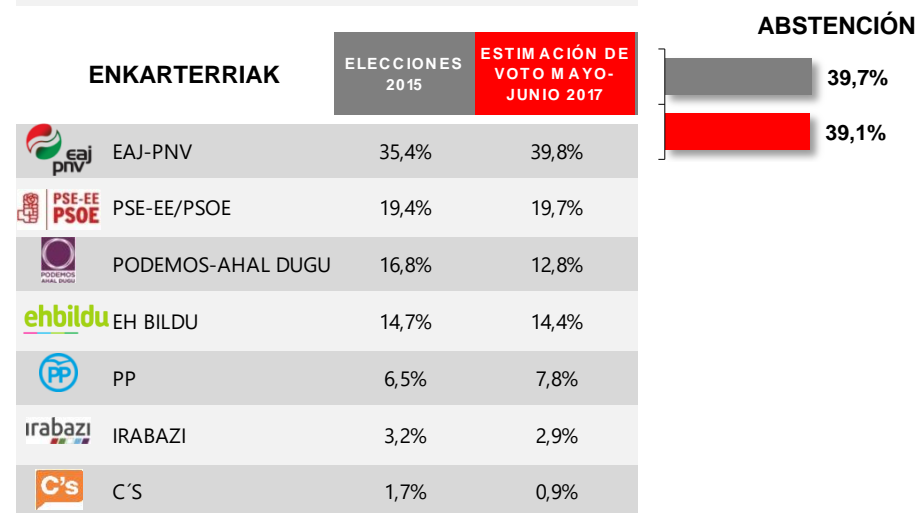 ABSTENCIÓN
ENKARTERRIAK
ELECCIONES
2015
ESTIMACIÓN DE
VOTO MAYO-
JUNIO 2017
39,7%
39,1%
eaj
pnv
EAJ-PNV 35,4% 39,8%
PSE-EE
PSOE
PSE-EE/PSOE 19,4% 19,7%
PODEMOS
AHAL DUGU
PODEMOS-AHAL DUGU 16,8% 12,8%
ehbildu
EH BILDU 14,7% 14,4%
PP
PP 6,5% 7,8%
ırabazı
IRABAZI 3,2% 2,9%
C's
C´S 1,7% 0,9%